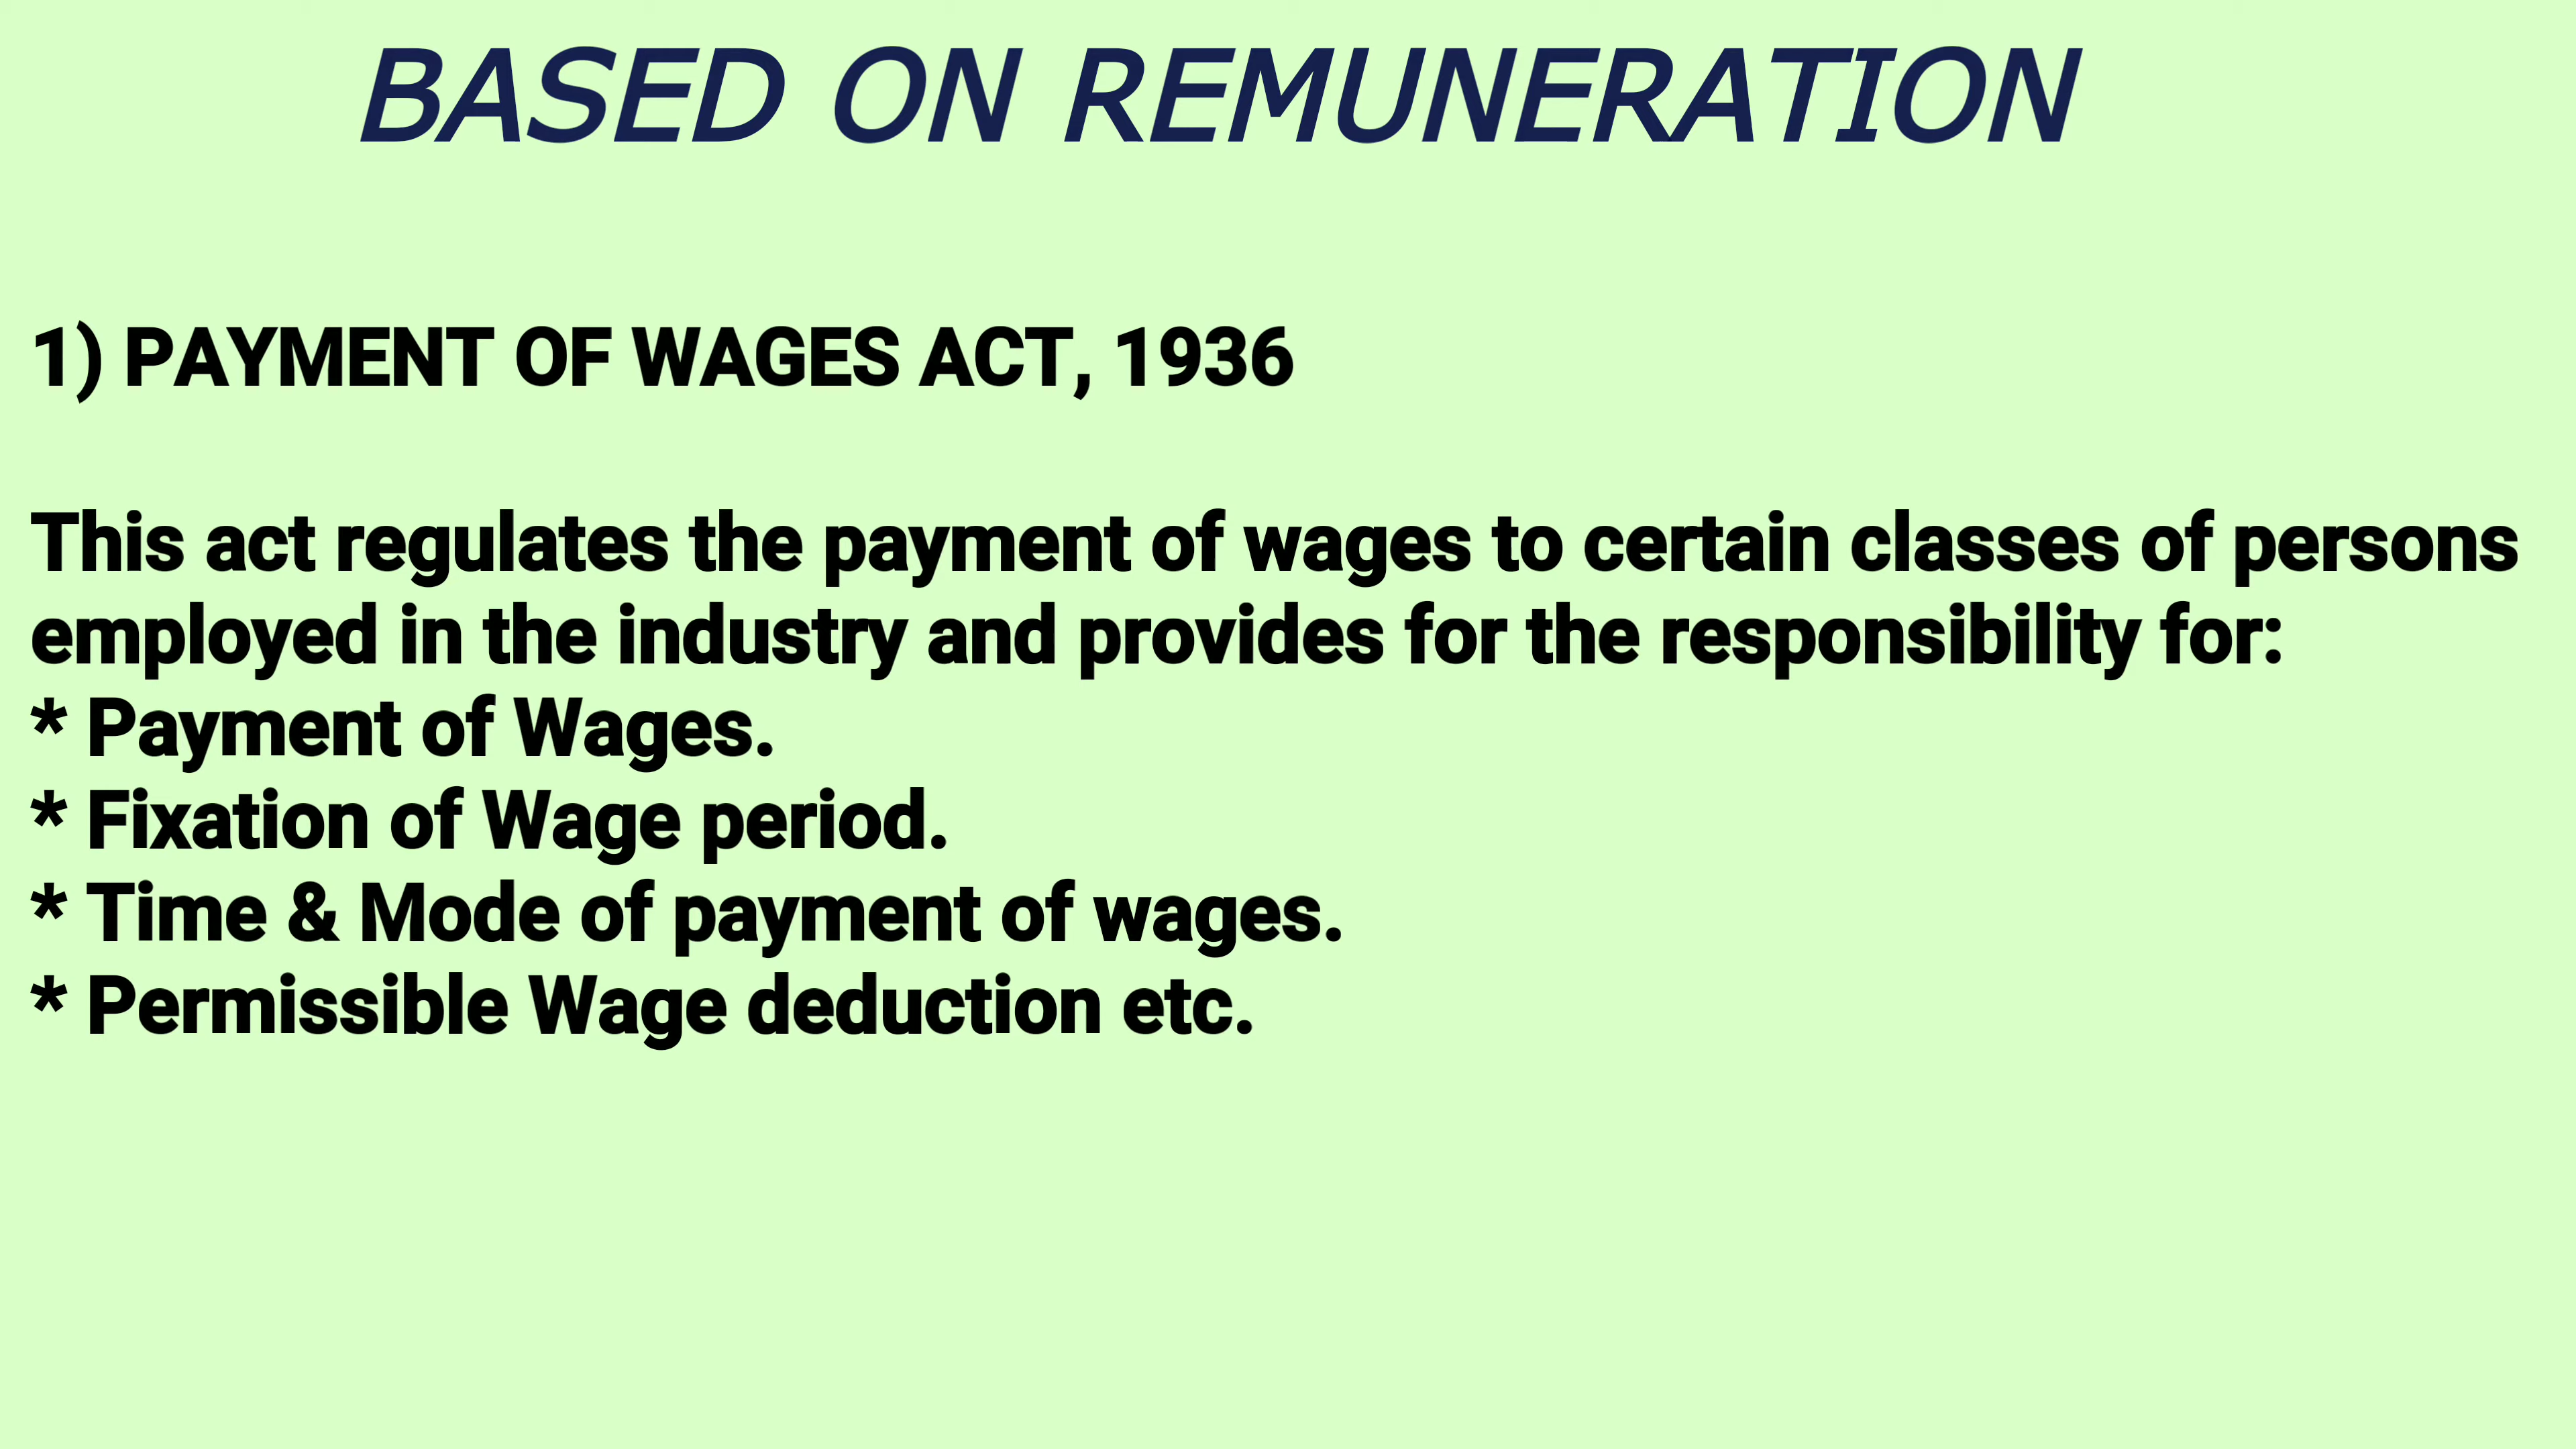 BASED ON REMUNERATION
1) PAYMENT OF WAGES ACT, 1936
This act regulates the payment of wages to certain classes of persons
employed in the industry and provides for the responsibility for:
* Payment of Wages.
* Fixation of Wage period.
* Time & Mode of payment of wages.
* Permissible Wage deduction etc.